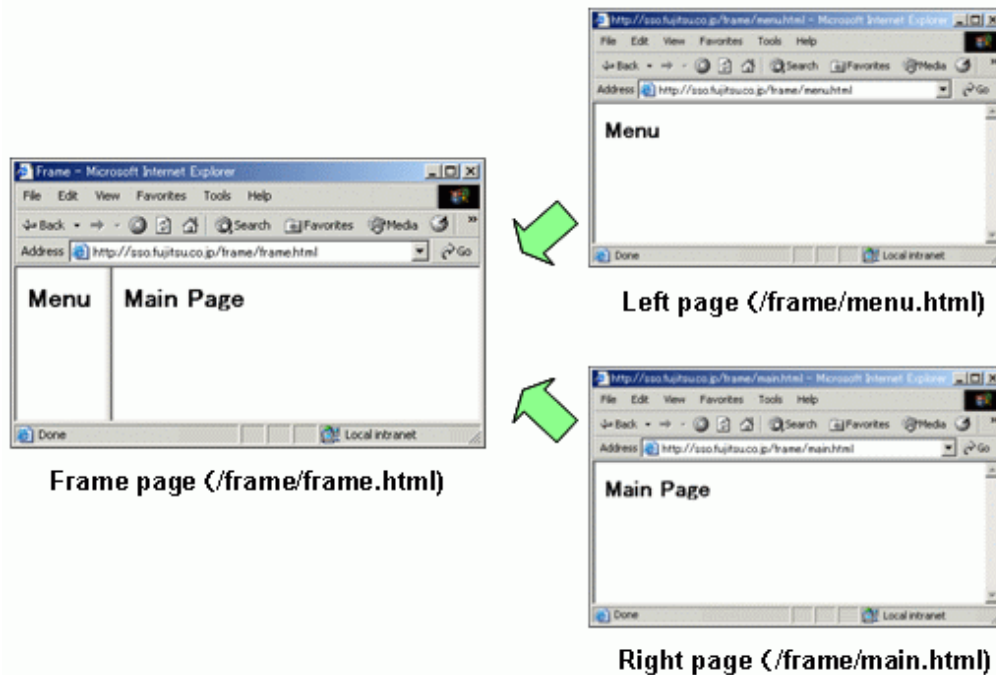 http://sso.fujitsu.co.jp/frame/menu.html - Microsoft Internet Explorer
File Edit View Favorites Tools Help
Back Search Favorites Media »
Address http://sso.fujitsu.co.jp/frame/menu.html Go
Menu
Done Local intranet
Left page (/frame/menu.html)
Frame - Microsoft Internet Explorer
File Edit View Favorites Tools Help
Back Search Favorites Media »
Address http://sso.fujitsu.co.jp/frame/frame.html Go
Menu Main Page
Done Local intranet
Frame page (/frame/frame.html)
http://sso.fujitsu.co.jp/frame/main.html - Microsoft Internet Explorer
File Edit View Favorites Tools Help
Back Search Favorites Media »
Address http://sso.fujitsu.co.jp/frame/main.html Go
Main Page
Done Local intranet
Right page (/frame/main.html)